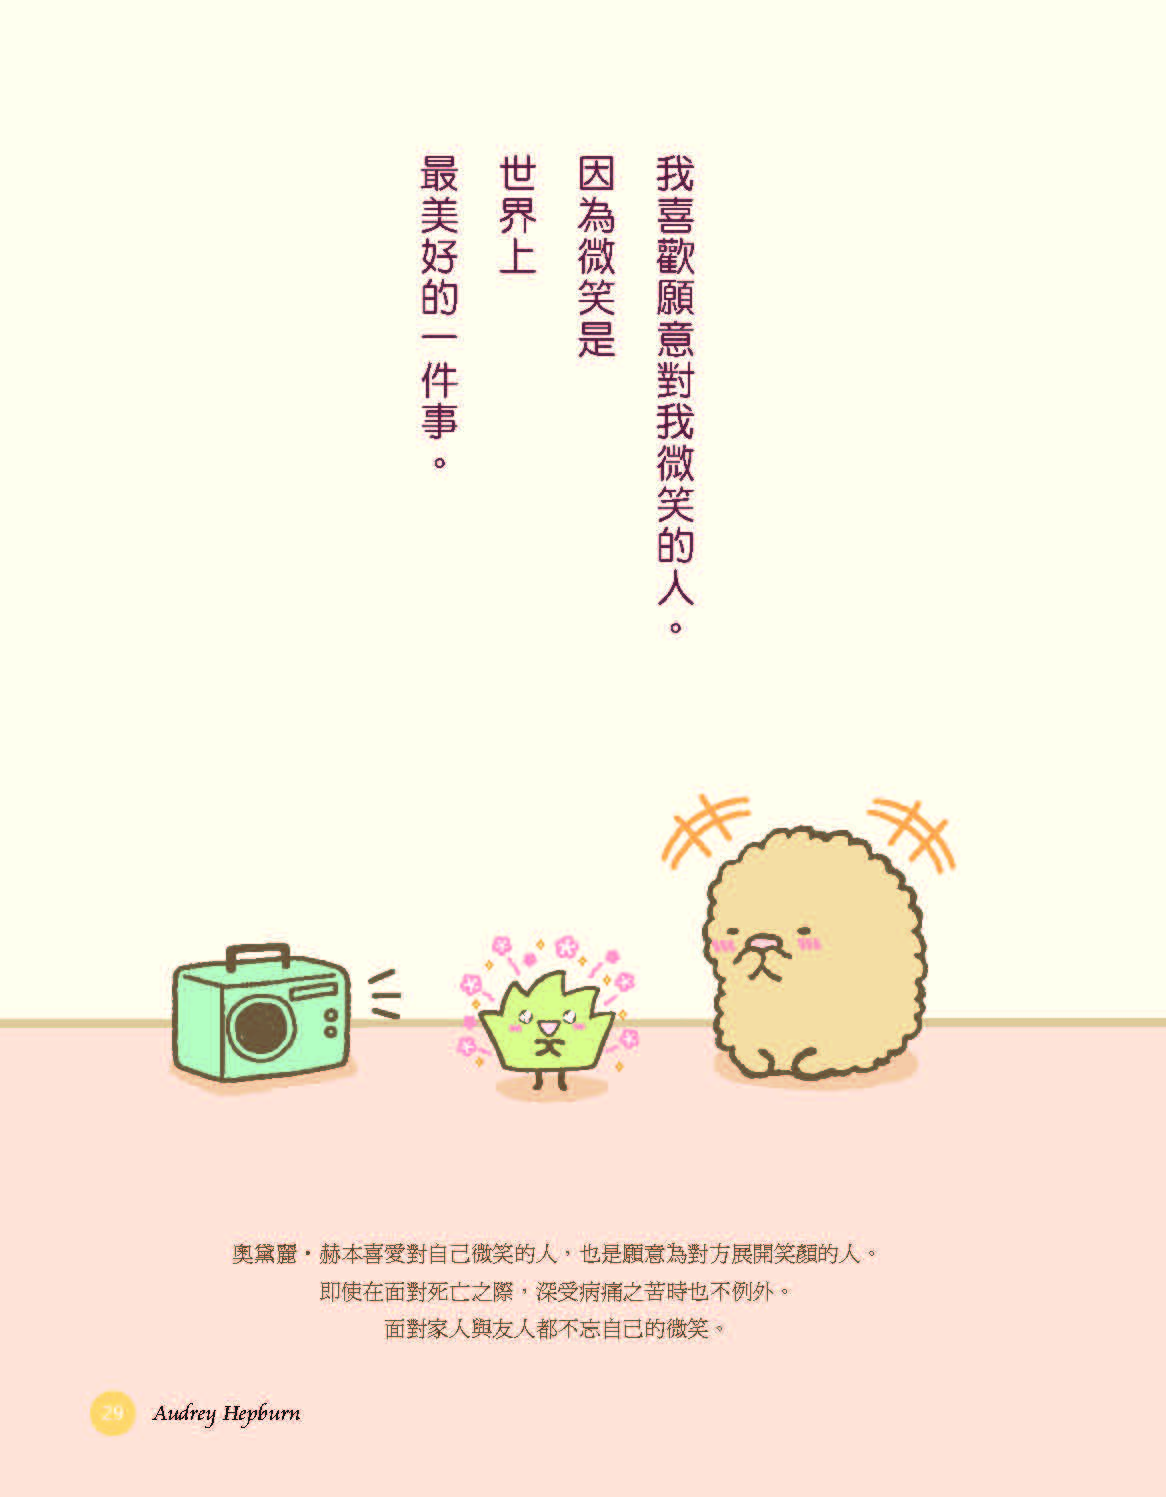 我喜歡願意對我微笑的人。
因為微笑是
世界上
最美好的一件事。
奧黛麗・赫本喜愛對自己微笑的人，也是願意為對方展開笑顏的人。
即使在面對死亡之際，深受病痛之苦時也不例外。
面對家人與友人都不忘自己的微笑。
29
Audrey Hepburn